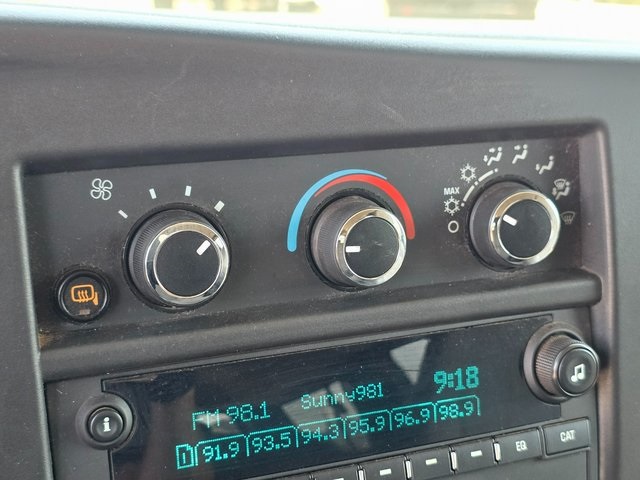 MAX
FM 98.1 Sunny981 9:18
91.9 93.5 94.3 95.9 96.9 98.9
i
EQ CAT